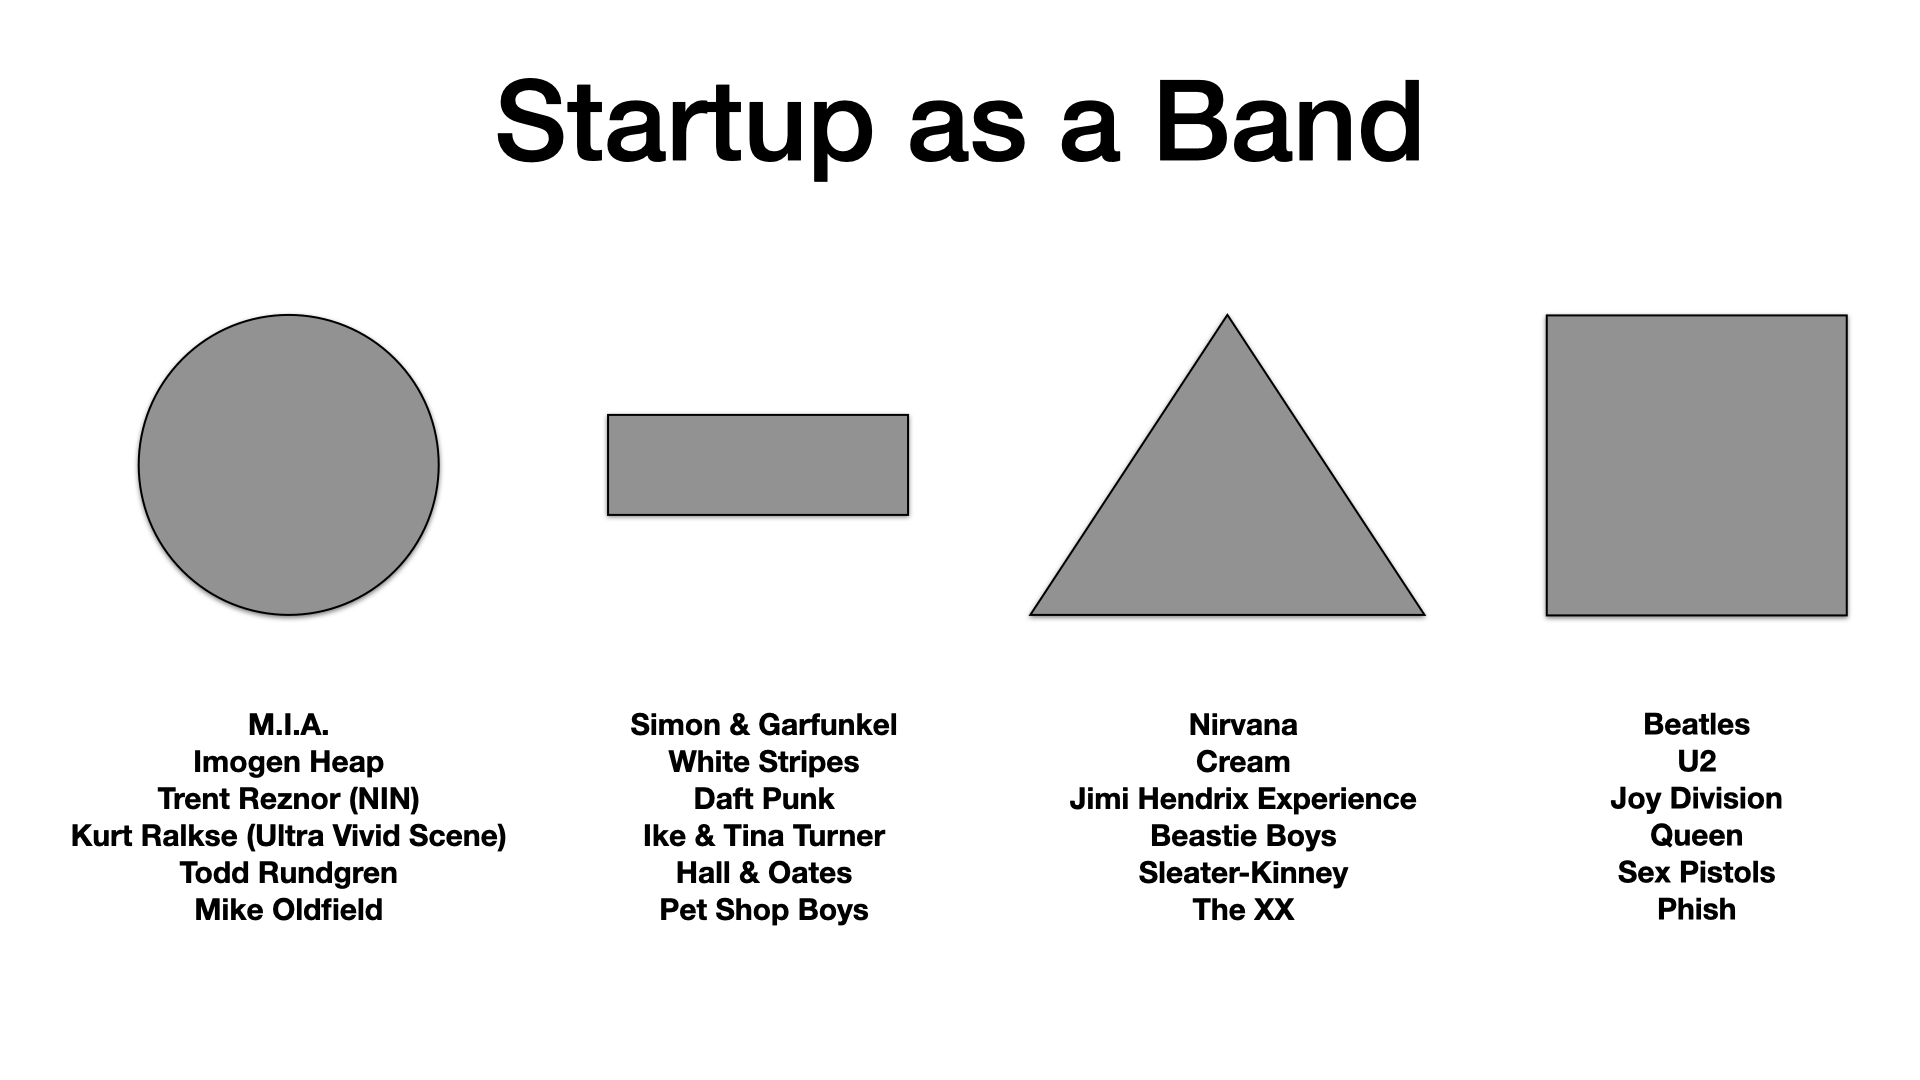 Startup as a Band
M.I.A.
Imogen Heap
Trent Reznor (NIN)
Kurt Ralkse (Ultra Vivid Scene)
Todd Rundgren
Mike Oldfield
Simon & Garfunkel
White Stripes
Daft Punk
Ike & Tina Turner
Hall & Oates
Pet Shop Boys
Nirvana
Cream
Jimi Hendrix Experience
Beastie Boys
Sleater-Kinney
The XX
Beatles
U2
Joy Division
Queen
Sex Pistols
Phish